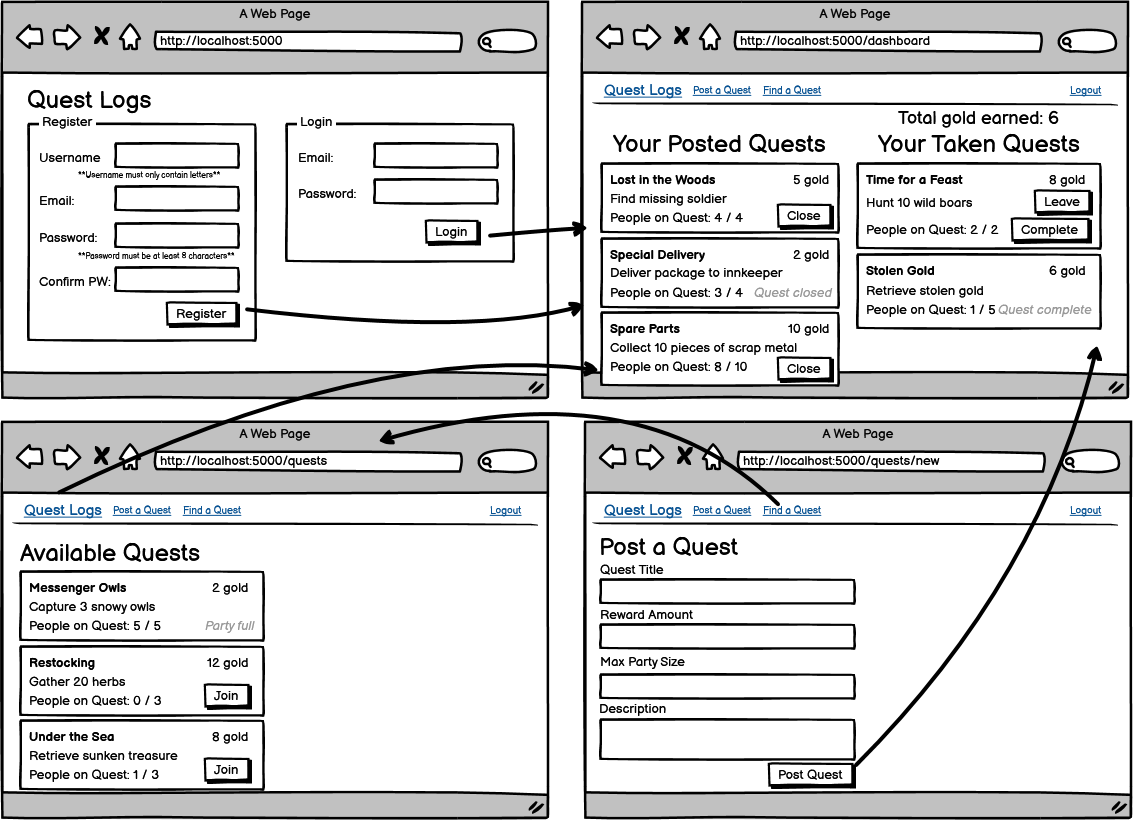 A Web Page
http://localhost:5000
Quest Logs
Register
Username
**Username must only contain letters**
Email:
Password:
**Password must be at least 8 characters**
Confirm PW:
Register
Login
Email:
Password:
Login
A Web Page
http://localhost:5000/dashboard
Quest Logs Post a Quest Find a Quest Logout
Total gold earned: 6
Your Posted Quests
Lost in the Woods 5 gold
Find missing soldier
People on Quest: 4 / 4 Close
Special Delivery 2 gold
Deliver package to innkeeper
People on Quest: 3 / 4 Quest closed
Spare Parts 10 gold
Collect 10 pieces of scrap metal
People on Quest: 8 / 10 Close
Your Taken Quests
Time for a Feast 8 gold
Hunt 10 wild boars Leave
People on Quest: 2 / 2 Complete
Stolen Gold 6 gold
Retrieve stolen gold
People on Quest: 1 / 5 Quest complete
A Web Page
http://localhost:5000/quests
Quest Logs Post a Quest Find a Quest Logout
Available Quests
Messenger Owls 2 gold
Capture 3 snowy owls
People on Quest: 5 / 5 Party full
Restocking 12 gold
Gather 20 herbs
People on Quest: 0 / 3 Join
Under the Sea 8 gold
Retrieve sunken treasure
People on Quest: 1 / 3 Join
A Web Page
http://localhost:5000/quests/new
Quest Logs Post a Quest Find a Quest Logout
Post a Quest
Quest Title
Reward Amount
Max Party Size
Description
Post Quest